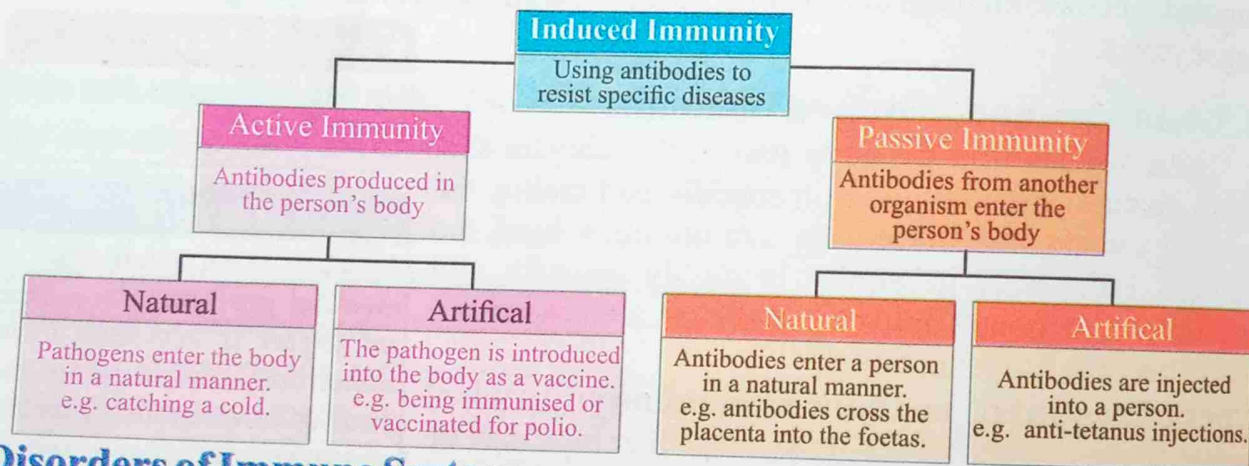 Induced Immunity
Using antibodies to
resist specific diseases
Active Immunity
Antibodies produced in
the person's body
Passive Immunity
Antibodies from another
organism enter the
person's body
Natural
Pathogens enter the body
in a natural manner.
e.g. catching a cold.
Artifical
The pathogen is introduced
into the body as a vaccine.
e.g. being immunised or
vaccinated for polio.
Natural
Antibodies enter a person
in a natural manner.
e.g. antibodies cross the
placenta into the foetas.
Artifical
Antibodies are injected
into a person.
e.g. anti-tetanus injections.
Disorders of Immune